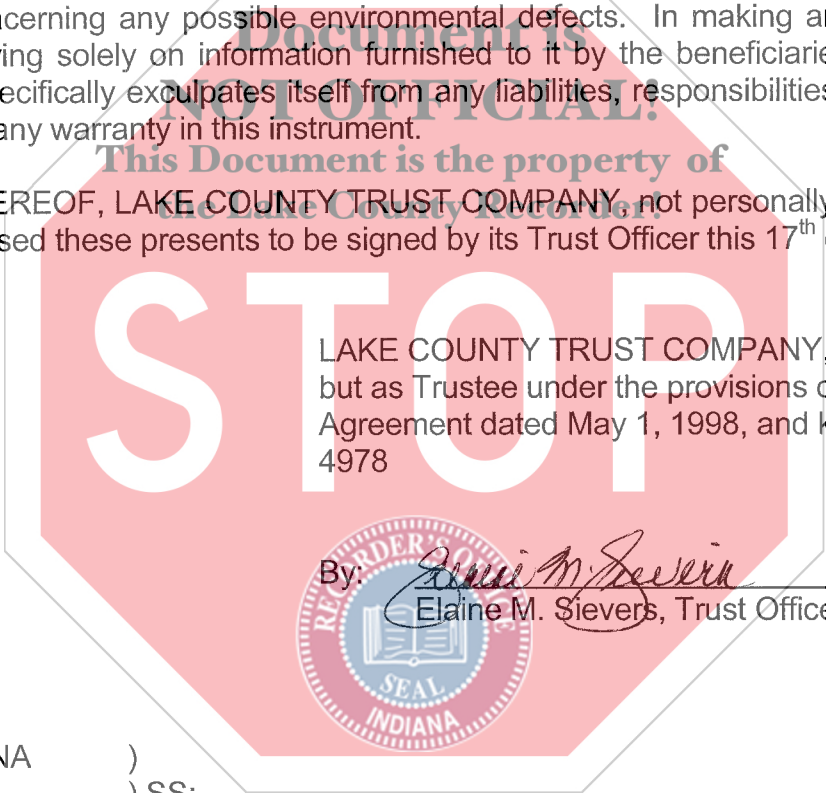 cerning any possible environmental defects. In making a
ing solely on information furnished to it by the beneficiarie
ecifically exculpates itself from any liabilities, responsibilities
any warranty in this instrument.
EREOF, LAKE COUNTY TRUST COMPANY, not personally
sed these presents to be signed by its Trust Officer this 17th
LAKE COUNTY TRUST COMPANY,
but as Trustee under the provisions o
Agreement dated May 1, 1998, and k
4978
By: Elaine M. Sievers
Elaine M. Sievers, Trust Office
NA )
) SS:
Document is
NOT OFFICIAL!
This Document is the property of
the Lake County Recorder!
STOP
RECORDER'S OFFICE
SEAL
INDIANA